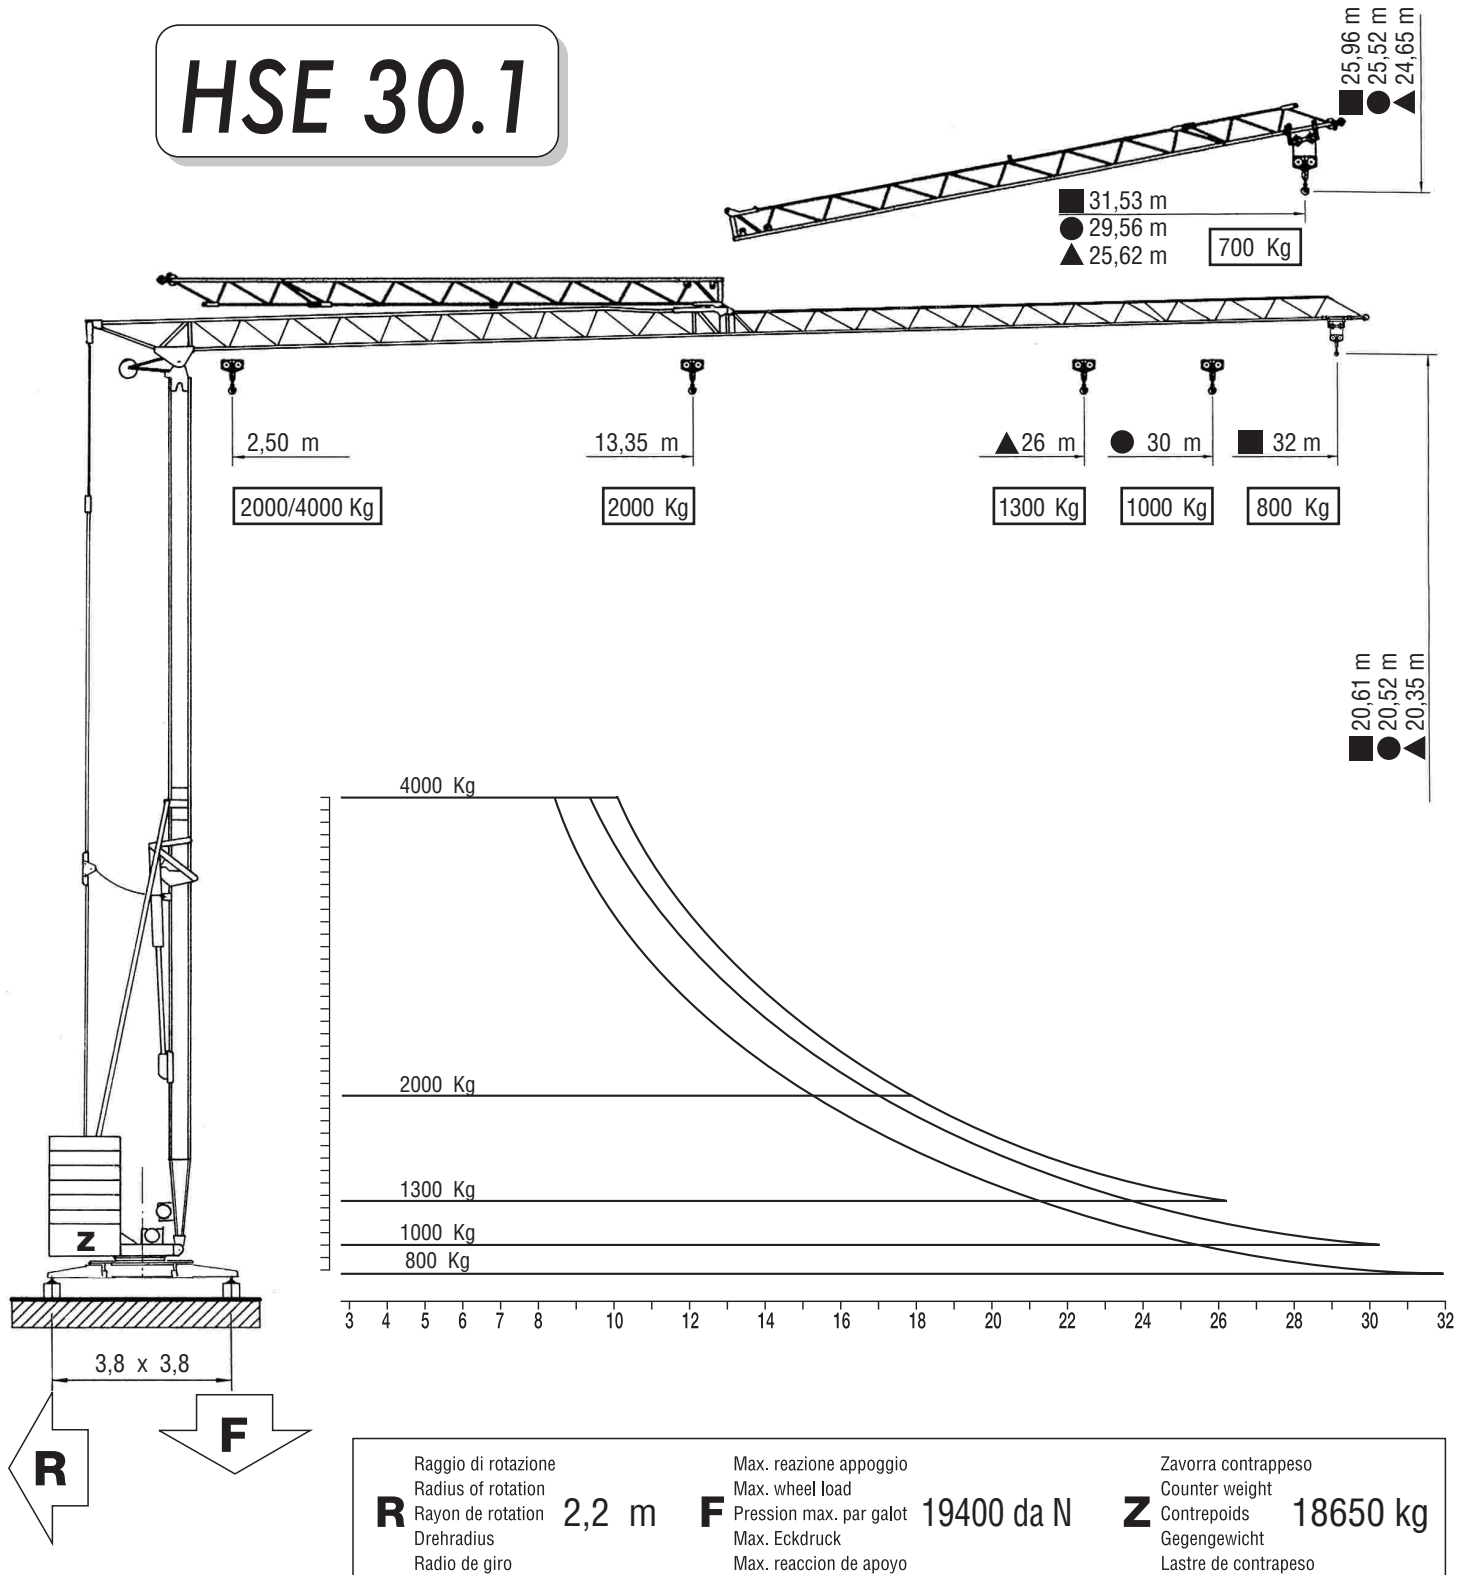 HSE 30.1
■ 25,96 m
● 25,52 m
▲ 24,65 m
■ 31,53 m
● 29,56 m
▲ 25,62 m
700 Kg
2,50 m
13,35 m
▲ 26 m
● 30 m
■ 32 m
2000/4000 Kg
2000 Kg
1300 Kg
1000 Kg
800 Kg
■ 20,61 m
● 20,52 m
▲ 20,35 m
4000 Kg
2000 Kg
1300 Kg
1000 Kg
800 Kg
Z
3 4 5 6 7 8 10 12 14 16 18 20 22 24 26 28 30 32
3,8 x 3,8
R
F
R
Raggio di rotazione
Radius of rotation
Rayon de rotation
Drehradius
Radio de giro
2,2 m
F
Max. reazione appoggio
Max. wheel load
Pression max. par galot
Max. Eckdruck
Max. reaccion de apoyo
19400 da N
Z
Zavorra contrappeso
Counter weight
Contrepoids
Gegengewicht
Lastre de contrapeso
18650 kg